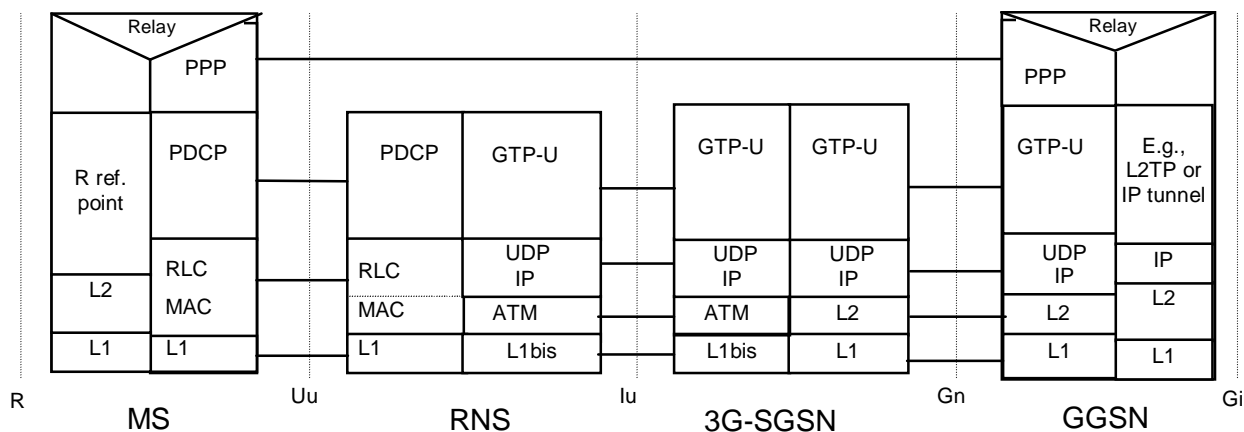 Relay
PPP
R ref.
point
PDCP
L2
RLC
MAC
L1
L1
PDCP
GTP-U
RLC
UDP
IP
MAC
ATM
L1
L1bis
GTP-U
GTP-U
UDP
IP
UDP
IP
ATM
L2
L1bis
L1
Relay
PPP
GTP-U
E.g.,
L2TP or
IP tunnel
UDP
IP
IP
L2
L2
L1
L1
R
MS
Uu
RNS
Iu
3G-SGSN
Gn
GGSN
Gi